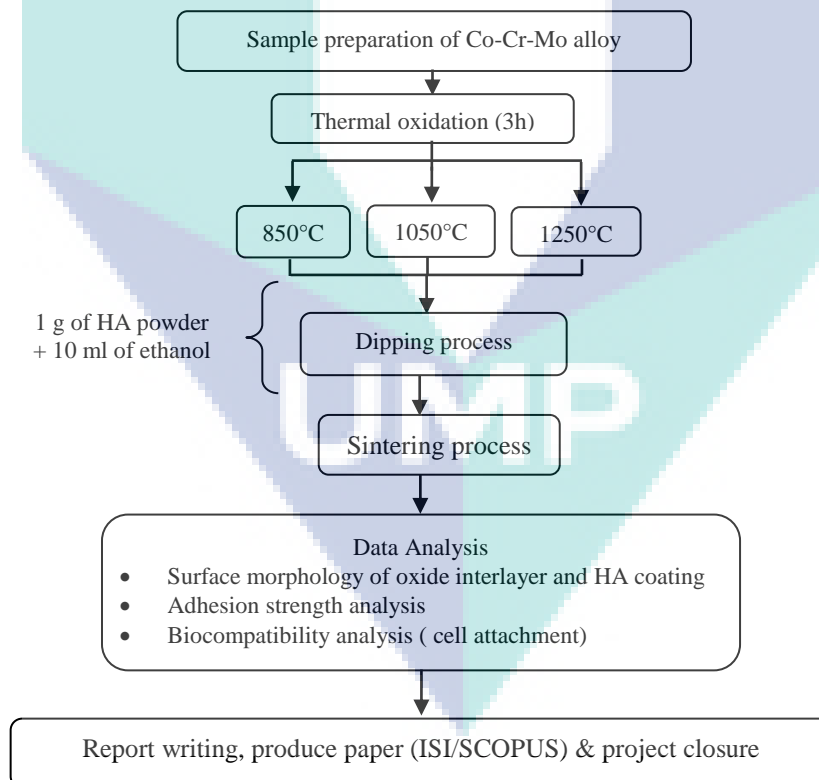 Sample preparation of Co-Cr-Mo alloy
Thermal oxidation (3h)
850°C
1050°C
1250°C
1 g of HA powder
+ 10 ml of ethanol
Dipping process
UMP
Sintering process
Data Analysis
• Surface morphology of oxide interlayer and HA coating
• Adhesion strength analysis
• Biocompatibility analysis ( cell attachment)
Report writing, produce paper (ISI/SCOPUS) & project closure